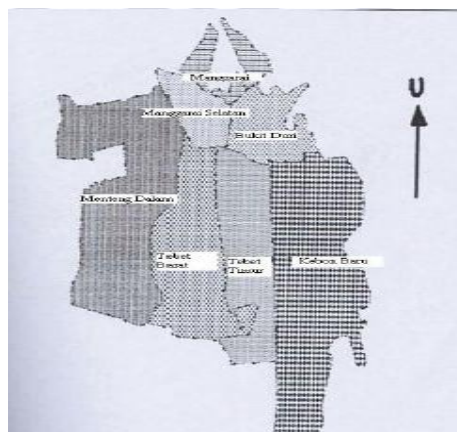 Manggarai
U
Manggarai Selatan
Bukit Duri
Menteng Dalam
Tebet
Barat
Tebet
Timur
Kebon Baru